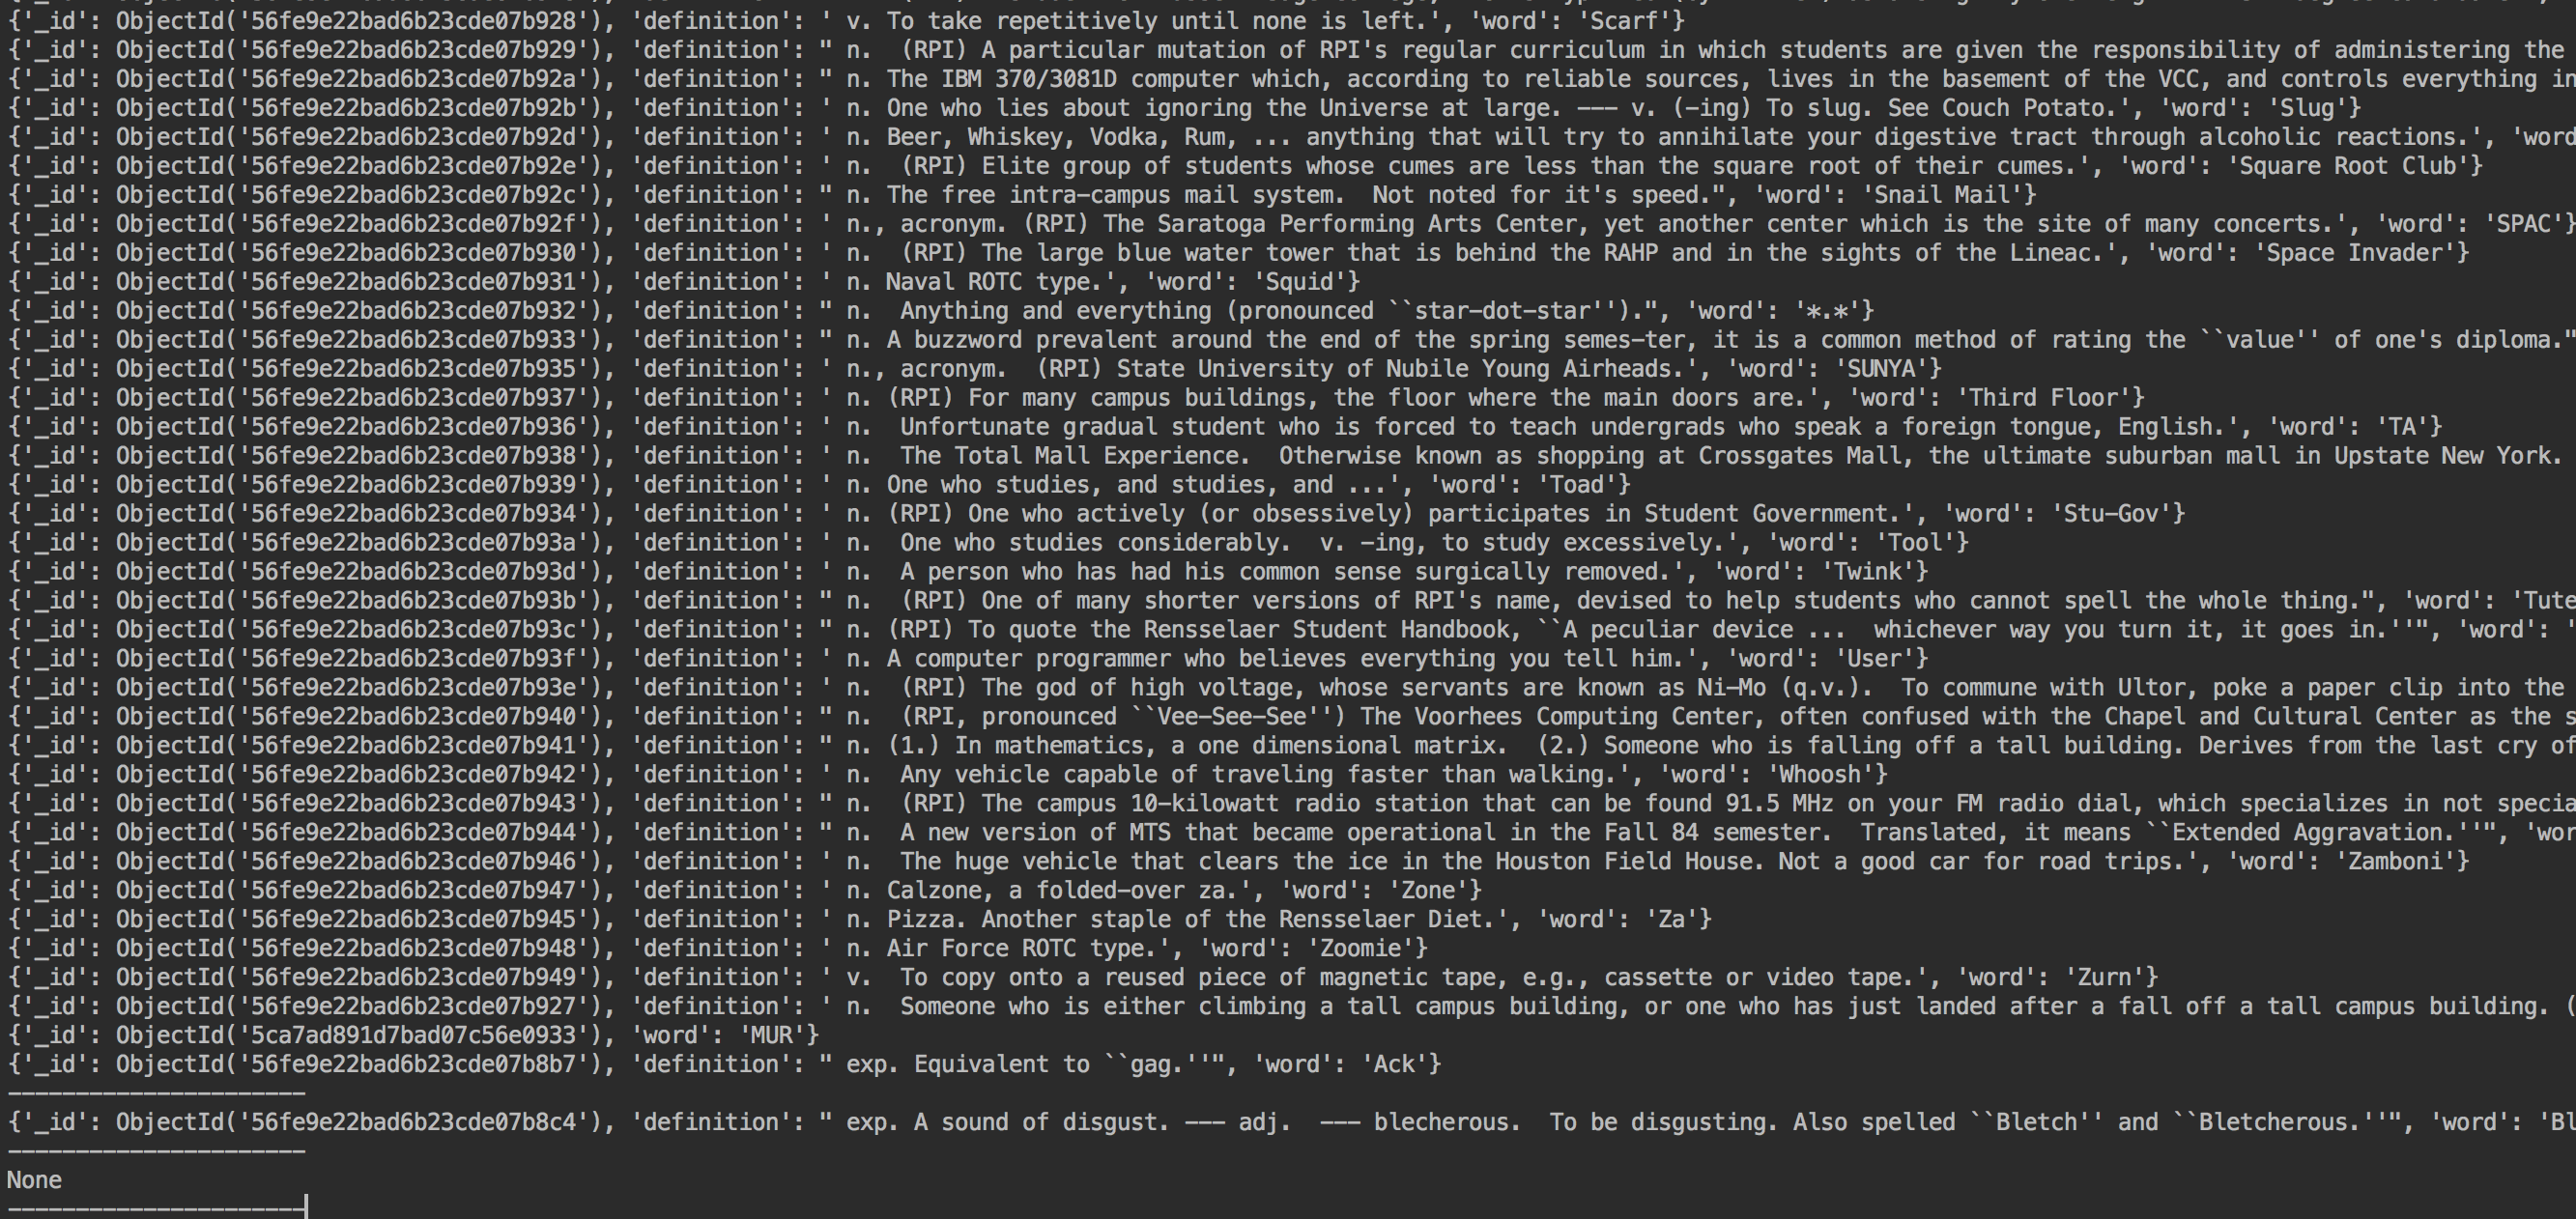 {'_id': ObjectId('56fe9e22bad6b23cde07b928'), 'definition': ' v. To take repetitively until none is left.', 'word': 'Scarf'}
{'_id': ObjectId('56fe9e22bad6b23cde07b929'), 'definition': " n.  (RPI) A particular mutation of RPI's regular curriculum in which students are given the responsibility of administering the
{'_id': ObjectId('56fe9e22bad6b23cde07b92a'), 'definition': " n. The IBM 370/3081D computer which, according to reliable sources, lives in the basement of the VCC, and controls everything in
{'_id': ObjectId('56fe9e22bad6b23cde07b92b'), 'definition': ' n. One who lies about ignoring the Universe at large. --- v. (-ing) To slug. See Couch Potato.', 'word': 'Slug'}
{'_id': ObjectId('56fe9e22bad6b23cde07b92d'), 'definition': ' n. Beer, Whiskey, Vodka, Rum, ... anything that will try to annihilate your digestive tract through alcoholic reactions.', 'word
{'_id': ObjectId('56fe9e22bad6b23cde07b92e'), 'definition': ' n.  (RPI) Elite group of students whose cumes are less than the square root of their cumes.', 'word': 'Square Root Club'}
{'_id': ObjectId('56fe9e22bad6b23cde07b92c'), 'definition': " n. The free intra-campus mail system.  Not noted for it's speed.", 'word': 'Snail Mail'}
{'_id': ObjectId('56fe9e22bad6b23cde07b92f'), 'definition': ' n., acronym. (RPI) The Saratoga Performing Arts Center, yet another center which is the site of many concerts.', 'word': 'SPAC'}
{'_id': ObjectId('56fe9e22bad6b23cde07b930'), 'definition': ' n.  (RPI) The large blue water tower that is behind the RAHP and in the sights of the Lineac.', 'word': 'Space Invader'}
{'_id': ObjectId('56fe9e22bad6b23cde07b931'), 'definition': ' n. Naval ROTC type.', 'word': 'Squid'}
{'_id': ObjectId('56fe9e22bad6b23cde07b932'), 'definition': " n.  Anything and everything (pronounced ``star-dot-star'').", 'word': '*.*'}
{'_id': ObjectId('56fe9e22bad6b23cde07b933'), 'definition': " n. A buzzword prevalent around the end of the spring semes-ter, it is a common method of rating the ``value'' of one's diploma."
{'_id': ObjectId('56fe9e22bad6b23cde07b935'), 'definition': ' n., acronym.  (RPI) State University of Nubile Young Airheads.', 'word': 'SUNYA'}
{'_id': ObjectId('56fe9e22bad6b23cde07b937'), 'definition': ' n. (RPI) For many campus buildings, the floor where the main doors are.', 'word': 'Third Floor'}
{'_id': ObjectId('56fe9e22bad6b23cde07b936'), 'definition': ' n.  Unfortunate gradual student who is forced to teach undergrads who speak a foreign tongue, English.', 'word': 'TA'}
{'_id': ObjectId('56fe9e22bad6b23cde07b938'), 'definition': ' n.  The Total Mall Experience.  Otherwise known as shopping at Crossgates Mall, the ultimate suburban mall in Upstate New York.
{'_id': ObjectId('56fe9e22bad6b23cde07b939'), 'definition': ' n. One who studies, and studies, and ...', 'word': 'Toad'}
{'_id': ObjectId('56fe9e22bad6b23cde07b934'), 'definition': ' n. (RPI) One who actively (or obsessively) participates in Student Government.', 'word': 'Stu-Gov'}
{'_id': ObjectId('56fe9e22bad6b23cde07b93a'), 'definition': ' n.  One who studies considerably.  v. -ing, to study excessively.', 'word': 'Tool'}
{'_id': ObjectId('56fe9e22bad6b23cde07b93d'), 'definition': ' n.  A person who has had his common sense surgically removed.', 'word': 'Twink'}
{'_id': ObjectId('56fe9e22bad6b23cde07b93b'), 'definition': " n.  (RPI) One of many shorter versions of RPI's name, devised to help students who cannot spell the whole thing.", 'word': 'Tute
{'_id': ObjectId('56fe9e22bad6b23cde07b93c'), 'definition': " n. (RPI) To quote the Rensselaer Student Handbook, ``A peculiar device ...  whichever way you turn it, it goes in.''", 'word': '
{'_id': ObjectId('56fe9e22bad6b23cde07b93f'), 'definition': ' n. A computer programmer who believes everything you tell him.', 'word': 'User'}
{'_id': ObjectId('56fe9e22bad6b23cde07b93e'), 'definition': ' n.  (RPI) The god of high voltage, whose servants are known as Ni-Mo (q.v.).  To commune with Ultor, poke a paper clip into the
{'_id': ObjectId('56fe9e22bad6b23cde07b940'), 'definition': " n.  (RPI, pronounced ``Vee-See-See'') The Voorhees Computing Center, often confused with the Chapel and Cultural Center as the s
{'_id': ObjectId('56fe9e22bad6b23cde07b941'), 'definition': " n. (1.) In mathematics, a one dimensional matrix.  (2.) Someone who is falling off a tall building. Derives from the last cry of
{'_id': ObjectId('56fe9e22bad6b23cde07b942'), 'definition': ' n.  Any vehicle capable of traveling faster than walking.', 'word': 'Whoosh'}
{'_id': ObjectId('56fe9e22bad6b23cde07b943'), 'definition': " n.  (RPI) The campus 10-kilowatt radio station that can be found 91.5 MHz on your FM radio dial, which specializes in not specia
{'_id': ObjectId('56fe9e22bad6b23cde07b944'), 'definition': " n.  A new version of MTS that became operational in the Fall 84 semester.  Translated, it means ``Extended Aggravation.''", 'wor
{'_id': ObjectId('56fe9e22bad6b23cde07b946'), 'definition': ' n.  The huge vehicle that clears the ice in the Houston Field House. Not a good car for road trips.', 'word': 'Zamboni'}
{'_id': ObjectId('56fe9e22bad6b23cde07b947'), 'definition': ' n. Calzone, a folded-over za.', 'word': 'Zone'}
{'_id': ObjectId('56fe9e22bad6b23cde07b945'), 'definition': ' n. Pizza. Another staple of the Rensselaer Diet.', 'word': 'Za'}
{'_id': ObjectId('56fe9e22bad6b23cde07b948'), 'definition': ' n. Air Force ROTC type.', 'word': 'Zoomie'}
{'_id': ObjectId('56fe9e22bad6b23cde07b949'), 'definition': ' v.  To copy onto a reused piece of magnetic tape, e.g., cassette or video tape.', 'word': 'Zurn'}
{'_id': ObjectId('56fe9e22bad6b23cde07b927'), 'definition': ' n.  Someone who is either climbing a tall campus building, or one who has just landed after a fall off a tall campus building. (
{'_id': ObjectId('5ca7ad891d7bad07c56e0933'), 'word': 'MUR'}
{'_id': ObjectId('56fe9e22bad6b23cde07b8b7'), 'definition': " exp. Equivalent to ``gag.''", 'word': 'Ack'}
----------------------
{'_id': ObjectId('56fe9e22bad6b23cde07b8c4'), 'definition': " exp. A sound of disgust. --- adj.  --- blecherous.  To be disgusting. Also spelled ``Bletch'' and ``Bletcherous.''", 'word': 'Bl
----------------------
None
----------------------